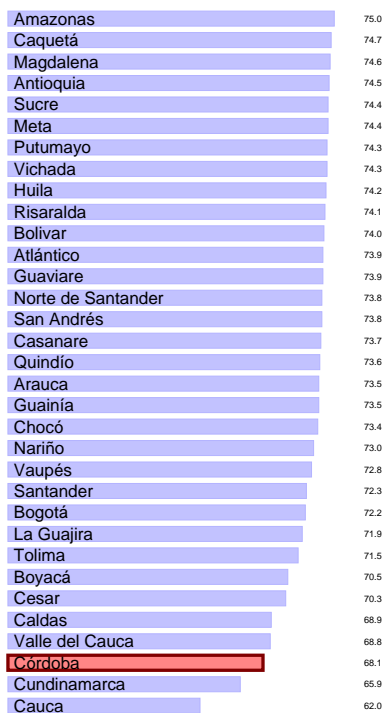 Amazonas 75.0
Caquetá 74.7
Magdalena 74.6
Antioquia 74.5
Sucre 74.4
Meta 74.4
Putumayo 74.3
Vichada 74.3
Huila 74.2
Risaralda 74.1
Bolivar 74.0
Atlántico 73.9
Guaviare 73.9
Norte de Santander 73.8
San Andrés 73.8
Casanare 73.7
Quindío 73.6
Arauca 73.5
Guainía 73.5
Chocó 73.4
Nariño 73.0
Vaupés 72.8
Santander 72.3
Bogotá 72.2
La Guajira 71.9
Tolima 71.5
Boyacá 70.5
Cesar 70.3
Caldas 68.9
Valle del Cauca 68.8
Córdoba 68.1
Cundinamarca 65.9
Cauca 62.0